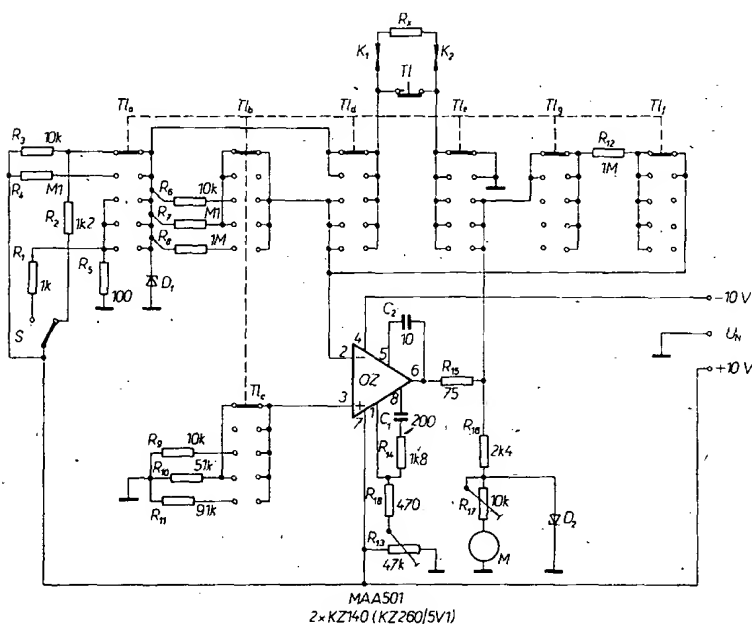 Rx
K1 K2
Tl
Tla Tlb Tld Tle Tlg Tlf
R3 10k
R12
1M
R4 M1
R6 10k
R7 M1
R2 1k2
R8 1M
R1 1k
R5 100
D1
S
-10 V
UN
+10 V
C2 10
4 5
2 - OZ 6
R15 75
3 + 7 1 8
Tlc
C1 200
R9 10k
R10 51k
R11 91k
R14 1k8
R16 2k4
R18 470
R17 10k
D2
R13 47k
M
MAA501
2×KZ140 (KZ260/5V1)